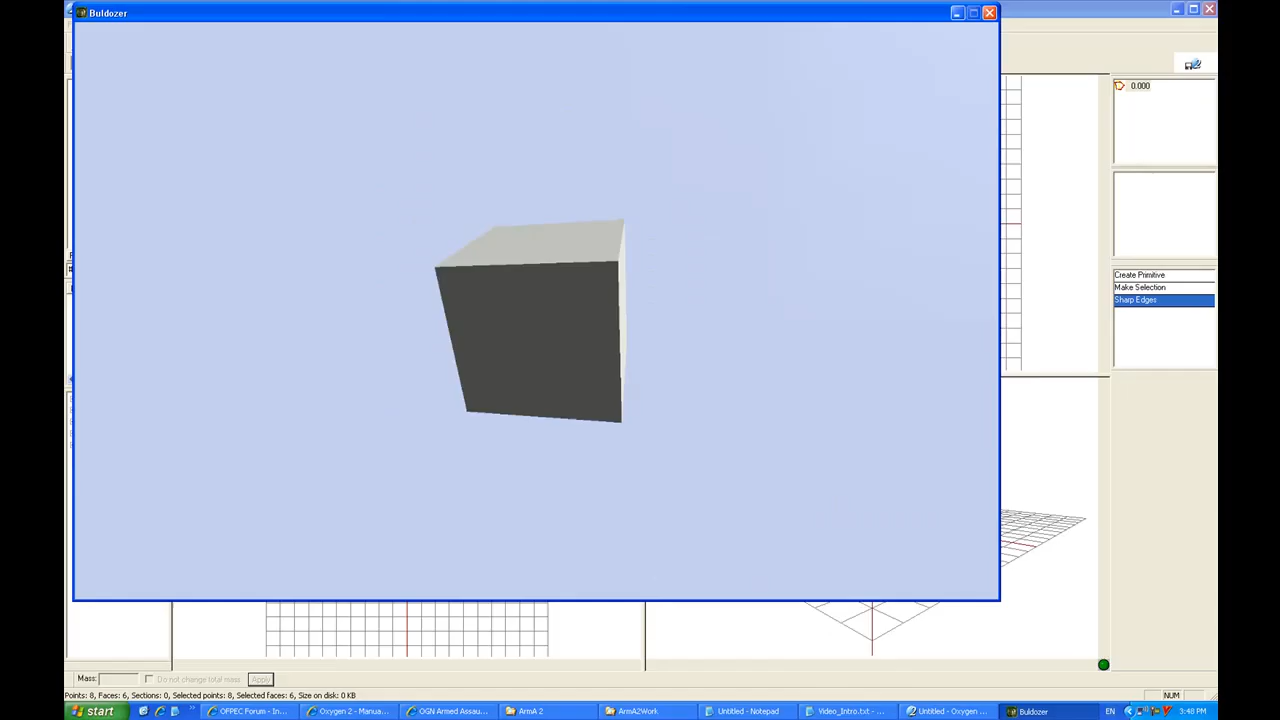 Buldozer
0.000
Create Primitive
Make Selection
Sharp Edges
Mass:
Do not change total mass
Apply
Points: 8, Faces: 6, Sections: 0, Selected points: 8, Selected faces: 6, Size on disk: 0 KB
NUM
start
OFPEC Forum - In...
Oxygen 2 - Manua...
OGN Armed Assau...
ArmA 2
ArmA2Work
Untitled - Notepad
Video_Intro.txt - ...
Untitled - Oxygen ...
Buldozer
EN
3:48 PM